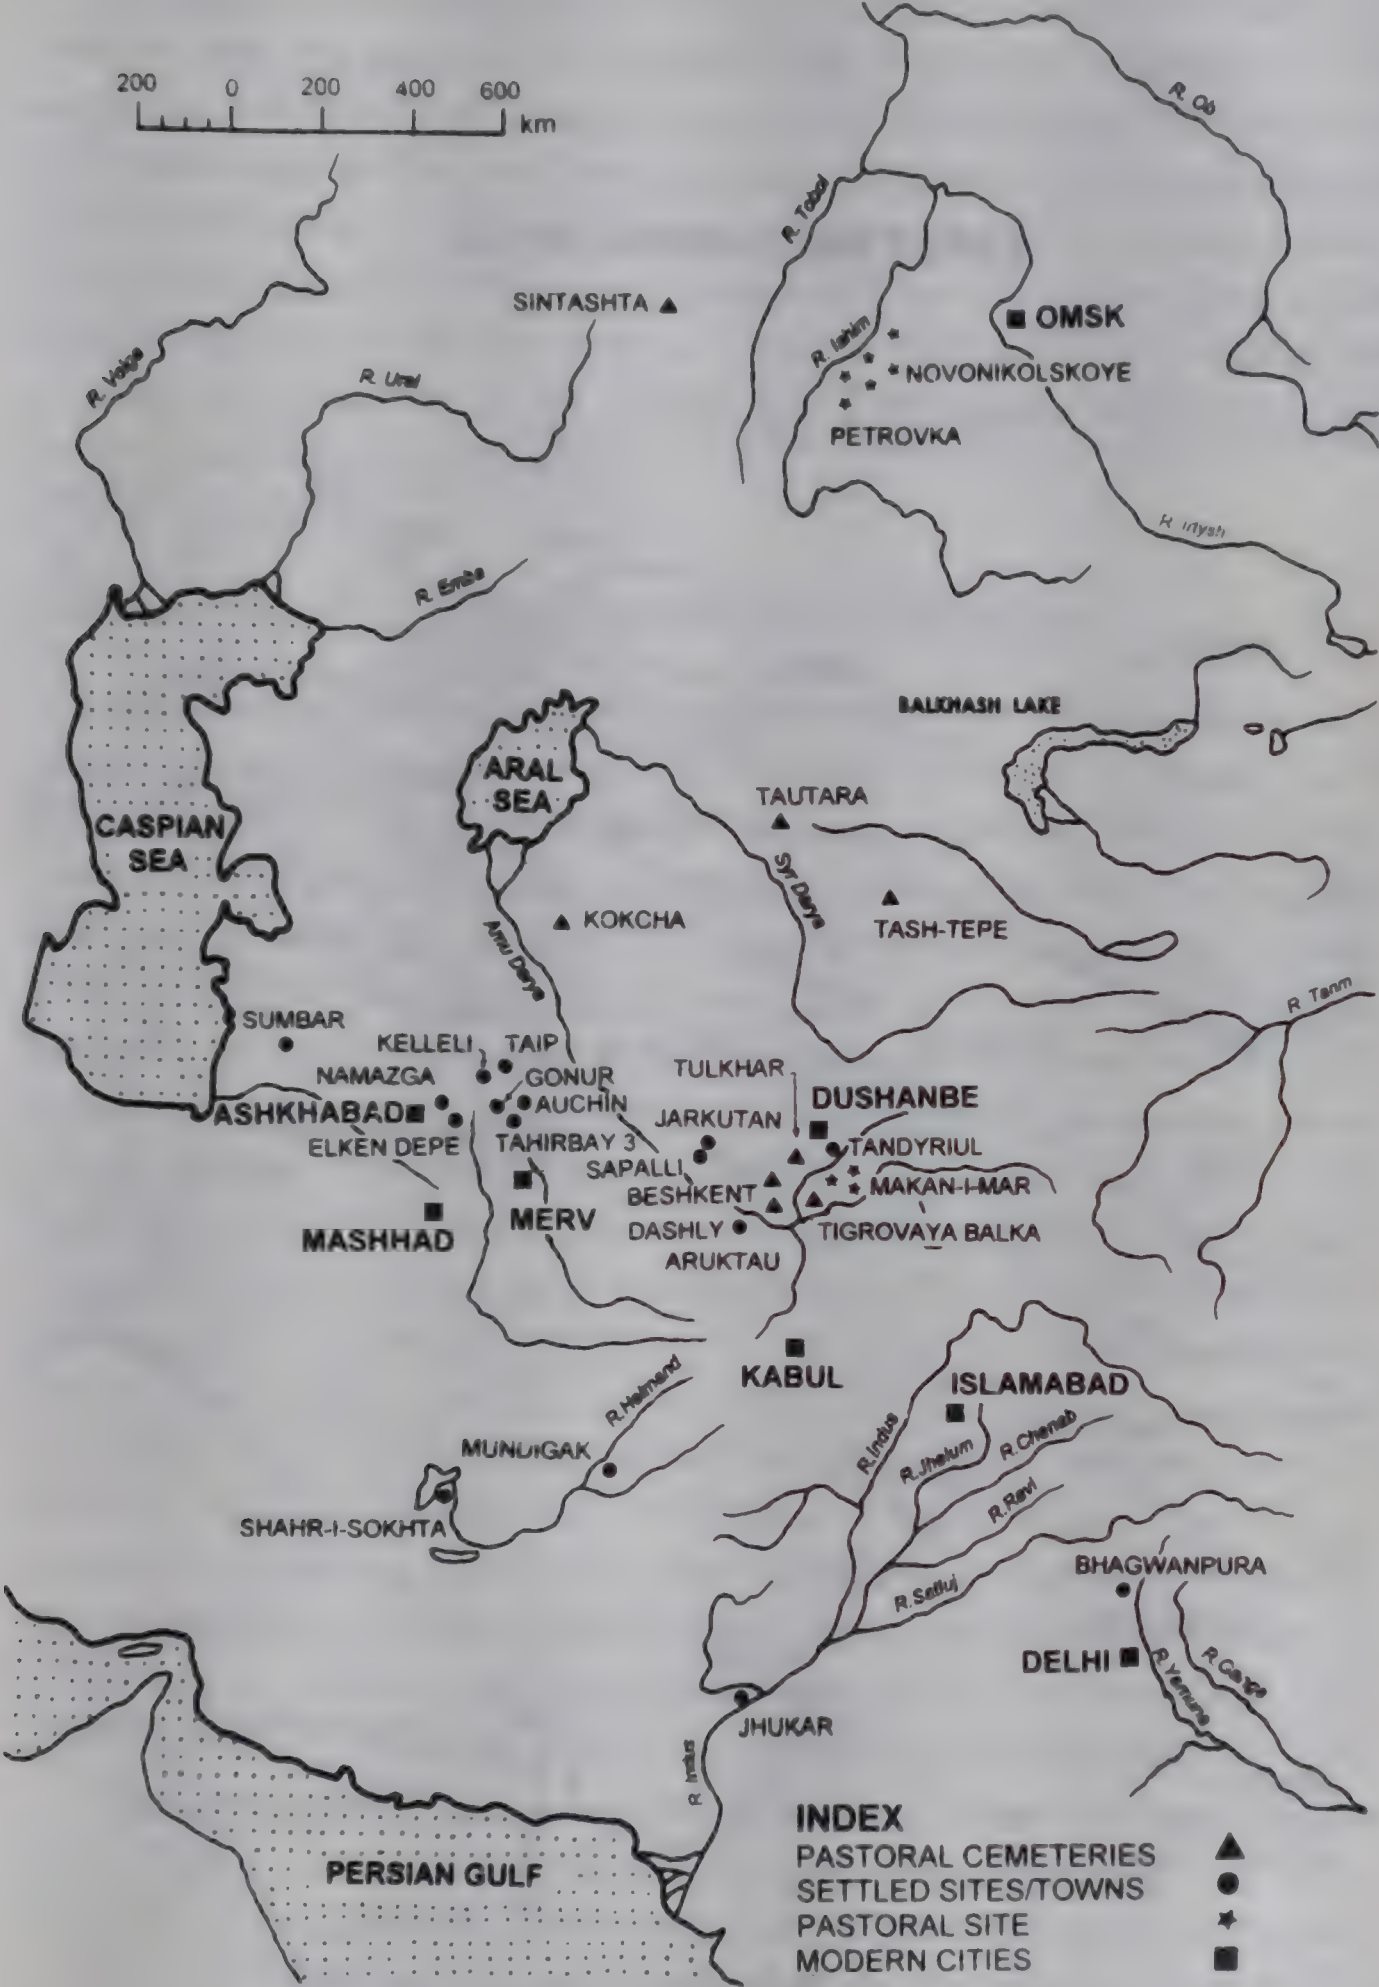 200 0 200 400 600
km
R. Ob
R. Tobol
SINTASHTA
OMSK
R. Ishim
R. Volga
R. Ural
NOVONIKOLSKOYE
PETROVKA
R. Irtysh
R. Emba
BALKHASH LAKE
ARAL
SEA
TAUTARA
CASPIAN
SEA
Syr Darya
KOKCHA
TASH-TEPE
Amu Darya
SUMBAR
KELLELI
TAIP
NAMAZGA
GONUR
TULKHAR
DUSHANBE
ASHKHABAD
AUCHIN
JARKUTAN
ELKEN DEPE
TAHIRBAY 3
TANDYRIUL
SAPALLI
BESHKENT
MAKAN-I-MAR
MERV
MASHHAD
DASHLY
TIGROVAYA BALKA
ARUKTAU
KABUL
ISLAMABAD
R. Helmand
R. Indus
R. Jhelum
R. Chenab
MUNDIGAK
R. Ravi
SHAHR-I-SOKHTA
BHAGWANPURA
R. Setluj
DELHI
R. Yamuna
R. Ganga
JHUKAR
R Indus
INDEX
PERSIAN GULF
PASTORAL CEMETERIES
SETTLED SITES/TOWNS
PASTORAL SITE
MODERN CITIES